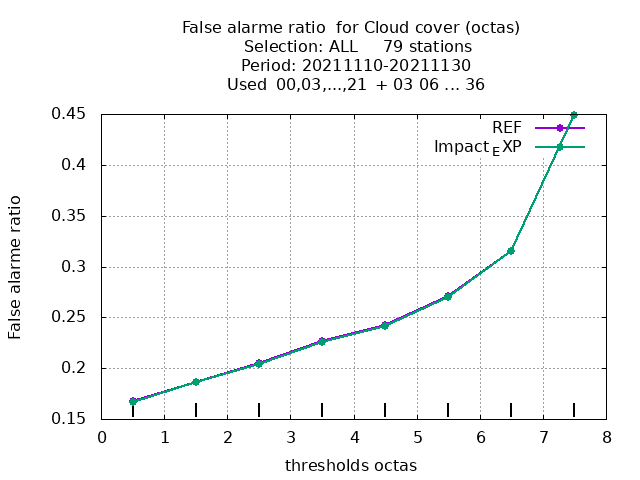 False alarme ratio  for Cloud cover (octas)
Selection: ALL     79 stations
Period: 20211110-20211130
Used  00,03,...,21  + 03 06 ... 36
REF
Impact_EXP
False alarme ratio
0.45
0.4
0.35
0.3
0.25
0.2
0.15
0 1 2 3 4 5 6 7 8
thresholds octas